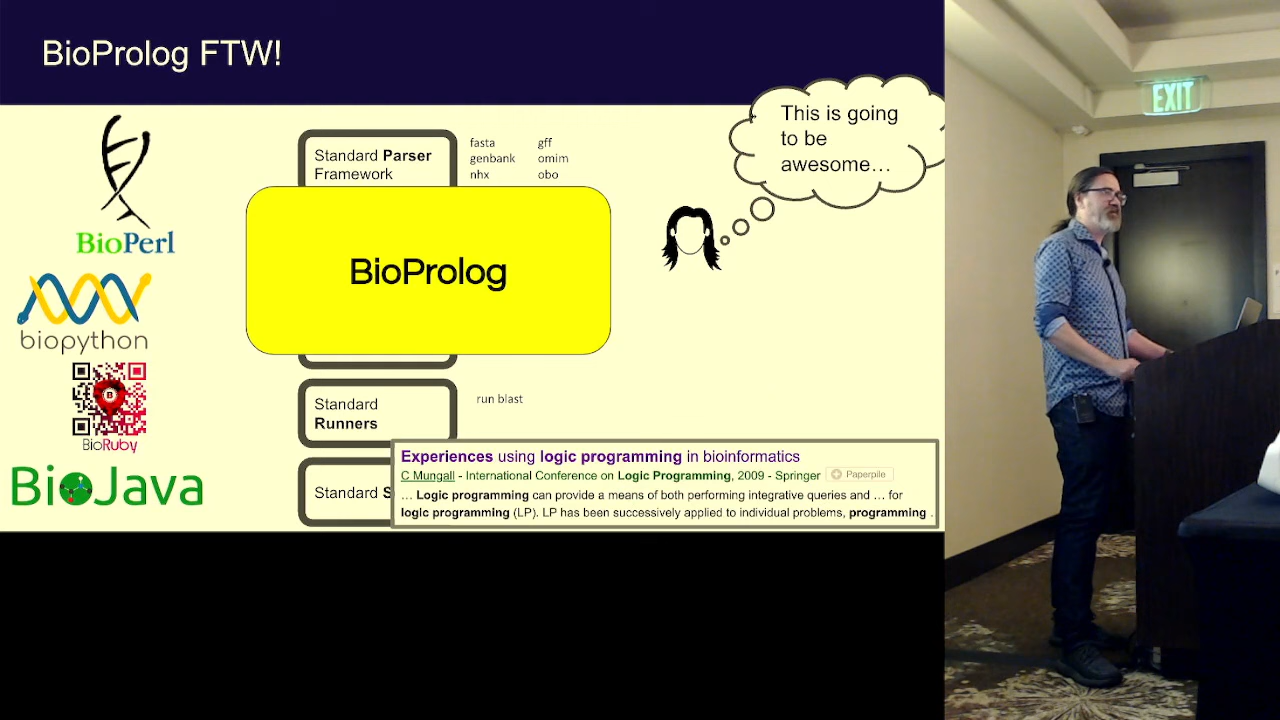 BioProlog FTW!
BioPerl
biopython
BioRuby
BioJava
Standard Parser
Framework
fasta
genbank
nhx
gff
omim
obo
BioProlog
Standard
Runners
run blast
Standard S
This is going
to be
awesome…
Experiences using logic programming in bioinformatics
C Mungall - International Conference on Logic Programming, 2009 - Springer Paperpile
… Logic programming can provide a means of both performing integrative queries and … for
logic programming (LP). LP has been successively applied to individual problems, programming .
EXIT